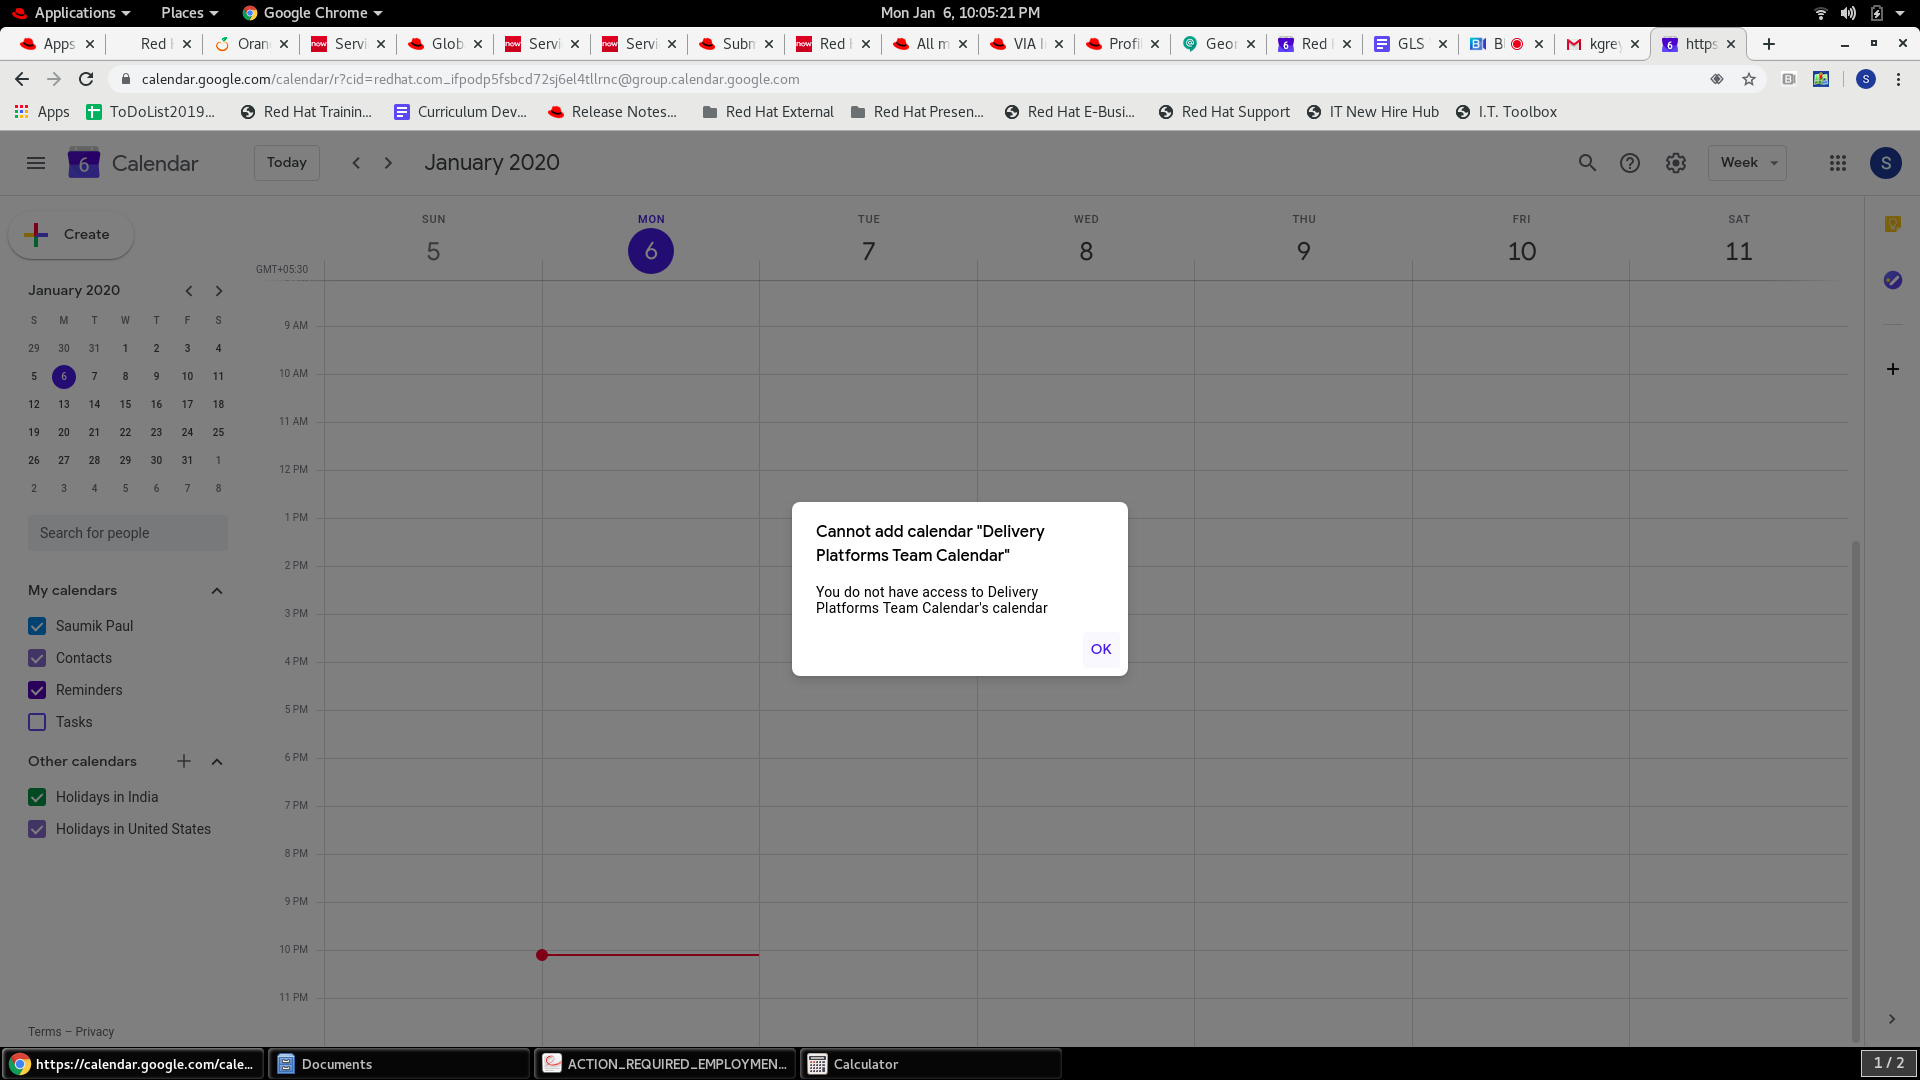 Applications Places Google Chrome Mon Jan 6, 10:05:21 PM
Apps Red H Oran Servi Glob Servi Servi Subm Red H All m VIA I Profi Geor Red H GLS V Bl kgrey https
calendar.google.com/calendar/r?cid=redhat.com_ifpodp5fsbcd72sj6el4tllrnc@group.calendar.google.com S
Apps ToDoList2019... Red Hat Trainin... Curriculum Dev... Release Notes... Red Hat External Red Hat Presen... Red Hat E-Busi... Red Hat Support IT New Hire Hub I.T. Toolbox
6 Calendar Today January 2020 Week S
Create
SUN MON TUE WED THU FRI SAT
5 6 7 8 9 10 11
GMT+05:30
January 2020
S M T W T F S
29 30 31 1 2 3 4
5 6 7 8 9 10 11
12 13 14 15 16 17 18
19 20 21 22 23 24 25
26 27 28 29 30 31 1
2 3 4 5 6 7 8
Search for people
My calendars
Saumik Paul
Contacts
Reminders
Tasks
Other calendars
Holidays in India
Holidays in United States
Terms – Privacy
9 AM
10 AM
11 AM
12 PM
1 PM
2 PM
3 PM
4 PM
5 PM
6 PM
7 PM
8 PM
9 PM
10 PM
11 PM
Cannot add calendar "Delivery
Platforms Team Calendar"
You do not have access to Delivery
Platforms Team Calendar's calendar
OK
https://calendar.google.com/cale... Documents ACTION_REQUIRED_EMPLOYMEN... Calculator 1 / 2